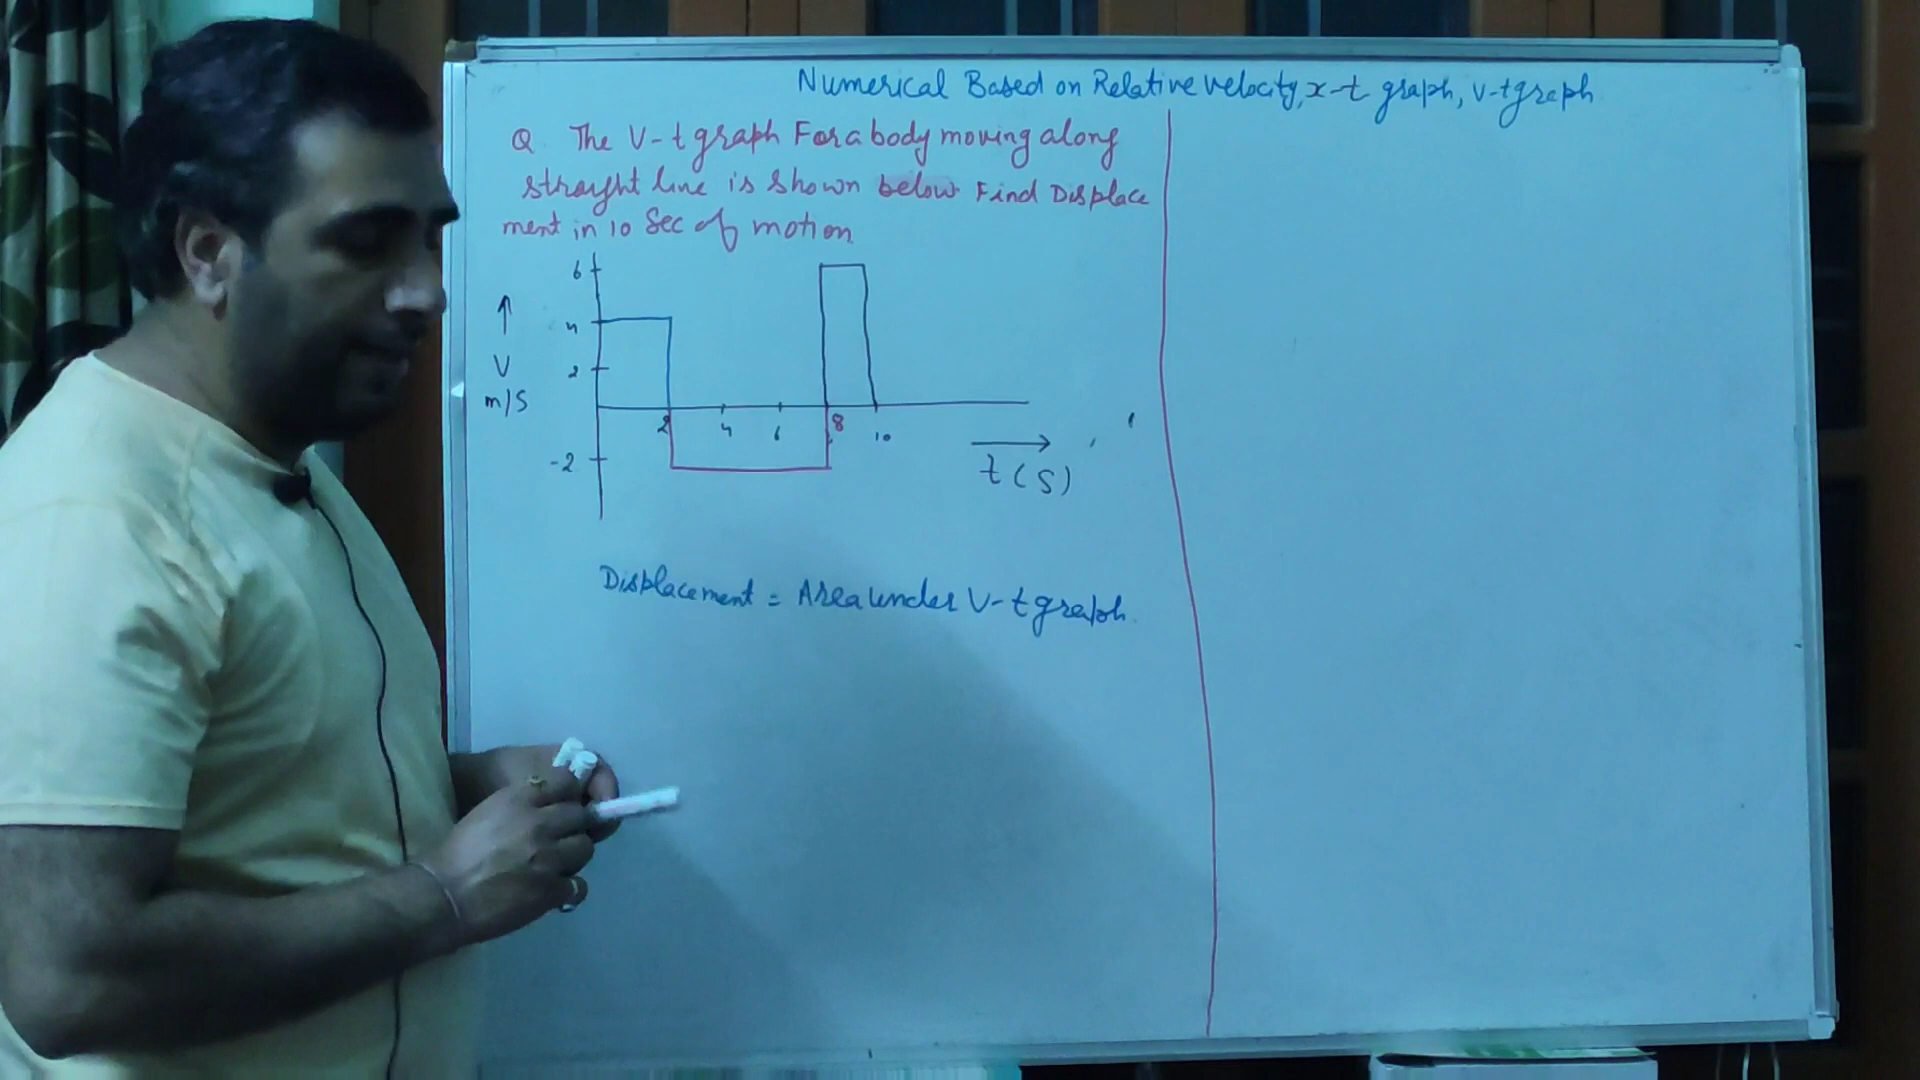 Numerical Based on Relative velocity, x-t graph, v-t graph
Q The V-t graph For a body moving along
straight line is shown below Find Displace
ment in 10 Sec of motion
6
4
2
-2
↑
V
m/s
2 4 6 8 10
→
t(s)
Displacement = Area under V-t graph.